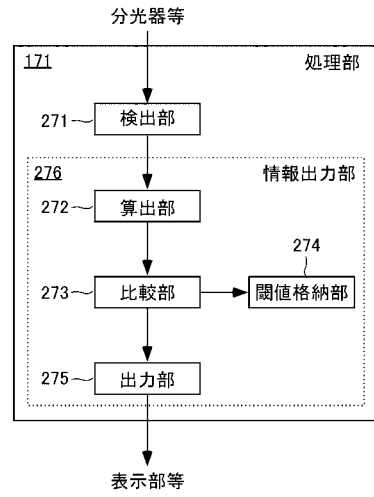 分光器等
171
処理部
271
検出部
276
情報出力部
272
算出部
274
273
比較部
閾値格納部
275
出力部
表示部等